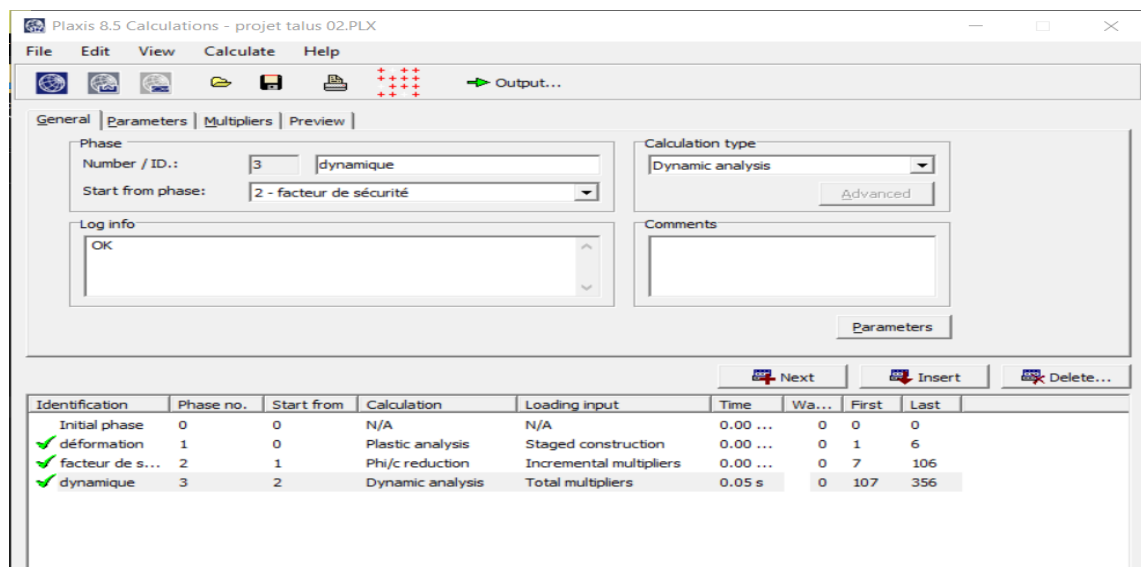 Plaxis 8.5 Calculations - projet talus 02.PLX
File Edit View Calculate Help
Output...
General Parameters Multipliers Preview
Phase
Number / ID.: 3 dynamique
Start from phase: 2 - facteur de sécurité
Calculation type
Dynamic analysis
Advanced
Log info
OK
Comments
Parameters
Next Insert Delete...
Identification Phase no. Start from Calculation Loading input Time Wa... First Last
Initial phase 0 0 N/A N/A 0.00 ... 0 0 0
déformation 1 0 Plastic analysis Staged construction 0.00 ... 0 1 6
facteur de s... 2 1 Phi/c reduction Incremental multipliers 0.00 ... 0 7 106
dynamique 3 2 Dynamic analysis Total multipliers 0.05 s 0 107 356